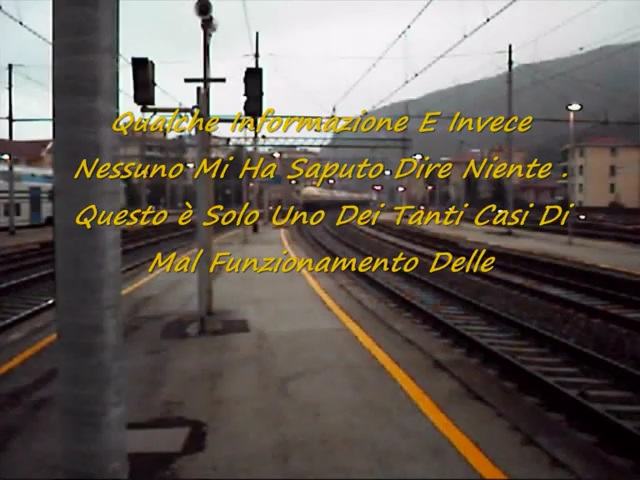 Qualche Informazione E Invece
Nessuno Mi Ha Saputo Dire Niente .
Questo è Solo Uno Dei Tanti Casi Di
Mal Funzionamento Delle